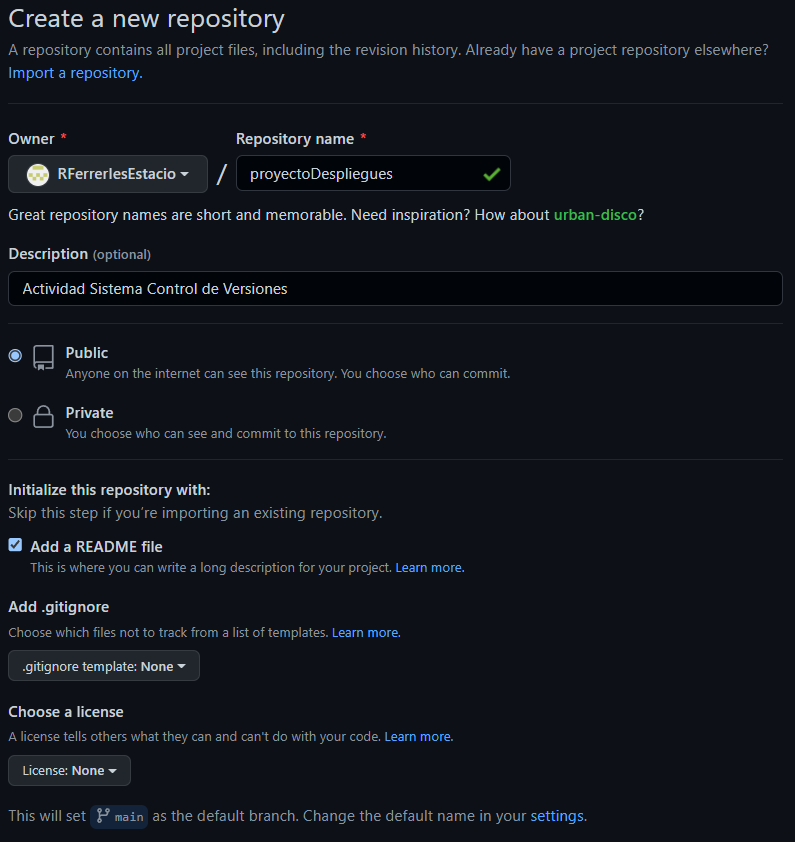 Create a new repository
A repository contains all project files, including the revision history. Already have a project repository elsewhere?
Import a repository.
Owner * Repository name *
RFerrerIesEstacio / proyectoDespliegues
Great repository names are short and memorable. Need inspiration? How about urban-disco?
Description (optional)
Actividad Sistema Control de Versiones
Public
Anyone on the internet can see this repository. You choose who can commit.
Private
You choose who can see and commit to this repository.
Initialize this repository with:
Skip this step if you're importing an existing repository.
Add a README file
This is where you can write a long description for your project. Learn more.
Add .gitignore
Choose which files not to track from a list of templates. Learn more.
.gitignore template: None
Choose a license
A license tells others what they can and can't do with your code. Learn more.
License: None
This will set main as the default branch. Change the default name in your settings.